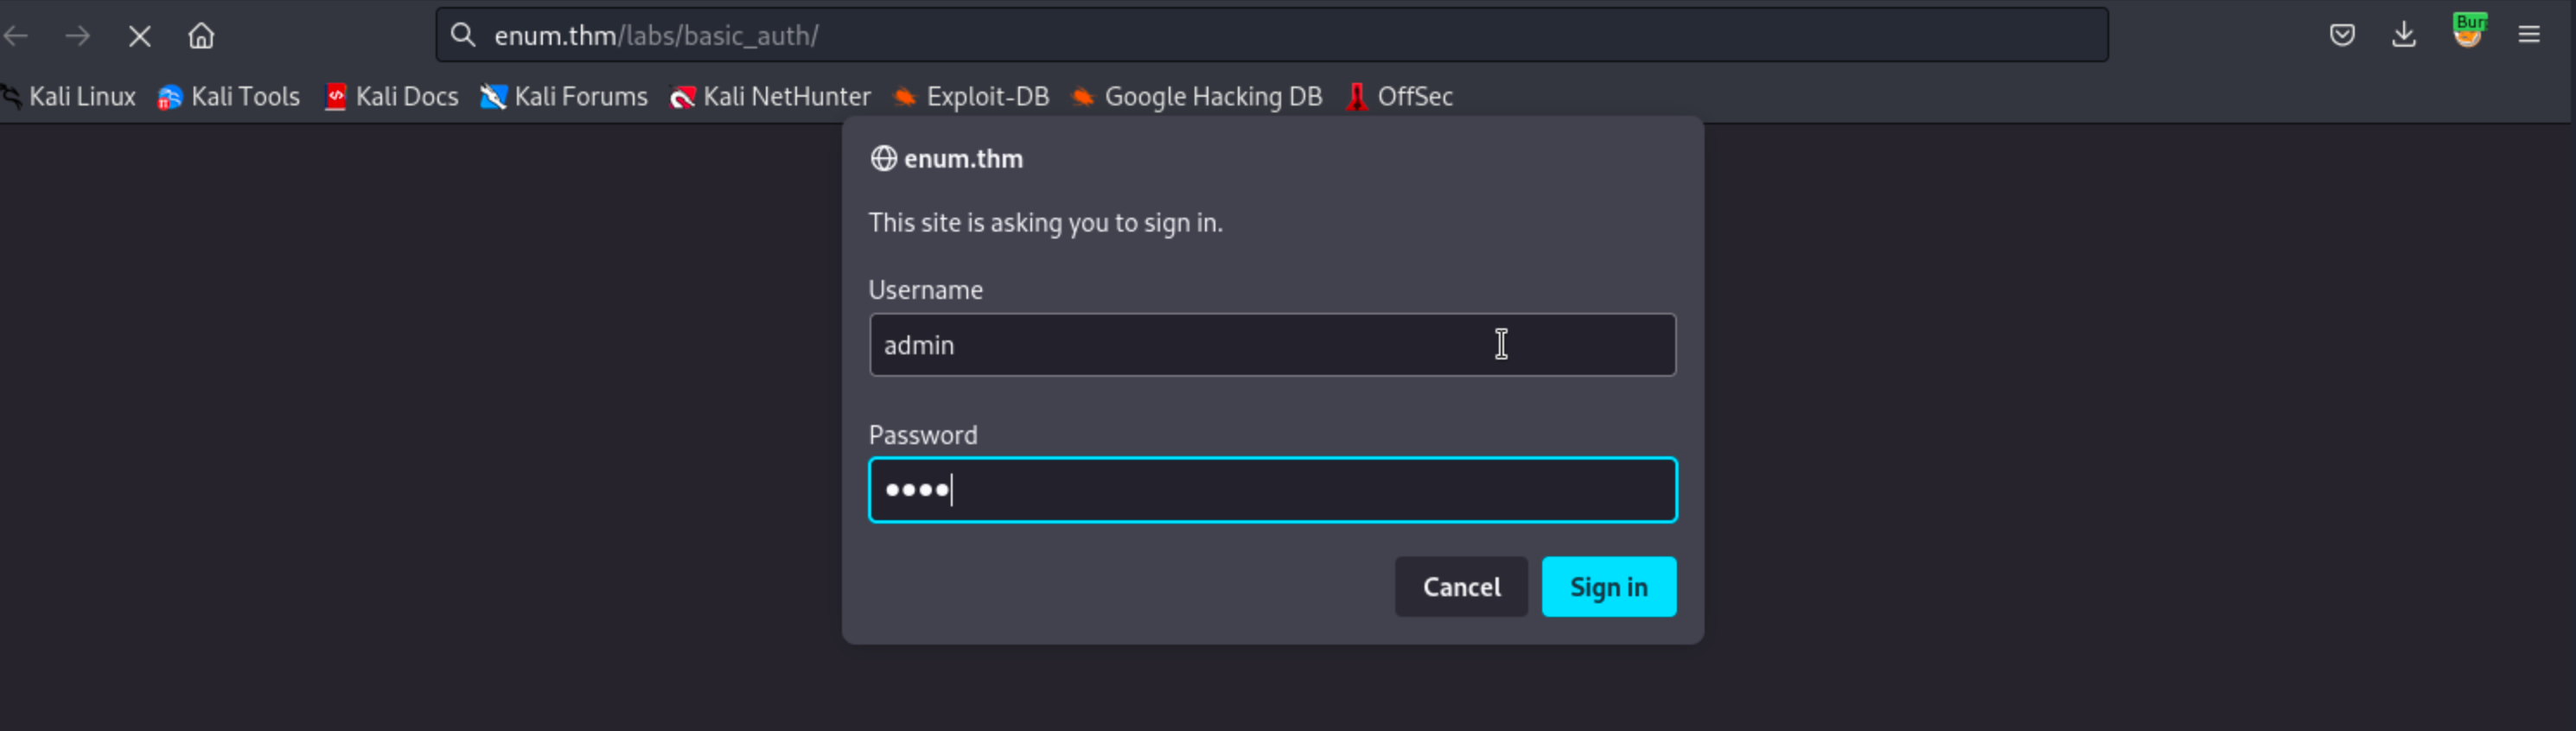 enum.thm/labs/basic_auth/
Bur
Kali Linux Kali Tools Kali Docs Kali Forums Kali NetHunter Exploit-DB Google Hacking DB OffSec
enum.thm
This site is asking you to sign in.
Username
admin
Password
••••
Cancel Sign in